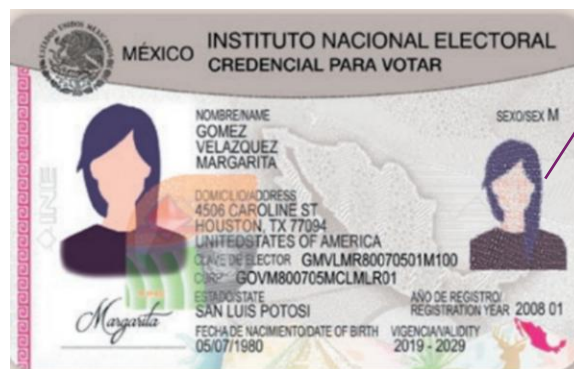 MÉXICO
INSTITUTO NACIONAL ELECTORAL
CREDENCIAL PARA VOTAR
NOMBRE/NAME
GOMEZ
VELAZQUEZ
MARGARITA
SEXO/SEX M
DOMICILIO/ADDRESS
4506 CAROLINE ST
HOUSTON, TX 77094
UNITEDSTATES OF AMERICA
CLAVE DE ELECTOR GMVLMR80070501M100
CURP GOVM800705MCLMLR01
ESTADO/STATE
SAN LUIS POTOSI
AÑO DE REGISTRO/
REGISTRATION YEAR 2008 01
FECHA DE NACIMIENTO/DATE OF BIRTH
05/07/1980
VIGENCIA/VALIDITY
2019 - 2029
Margarita
INE